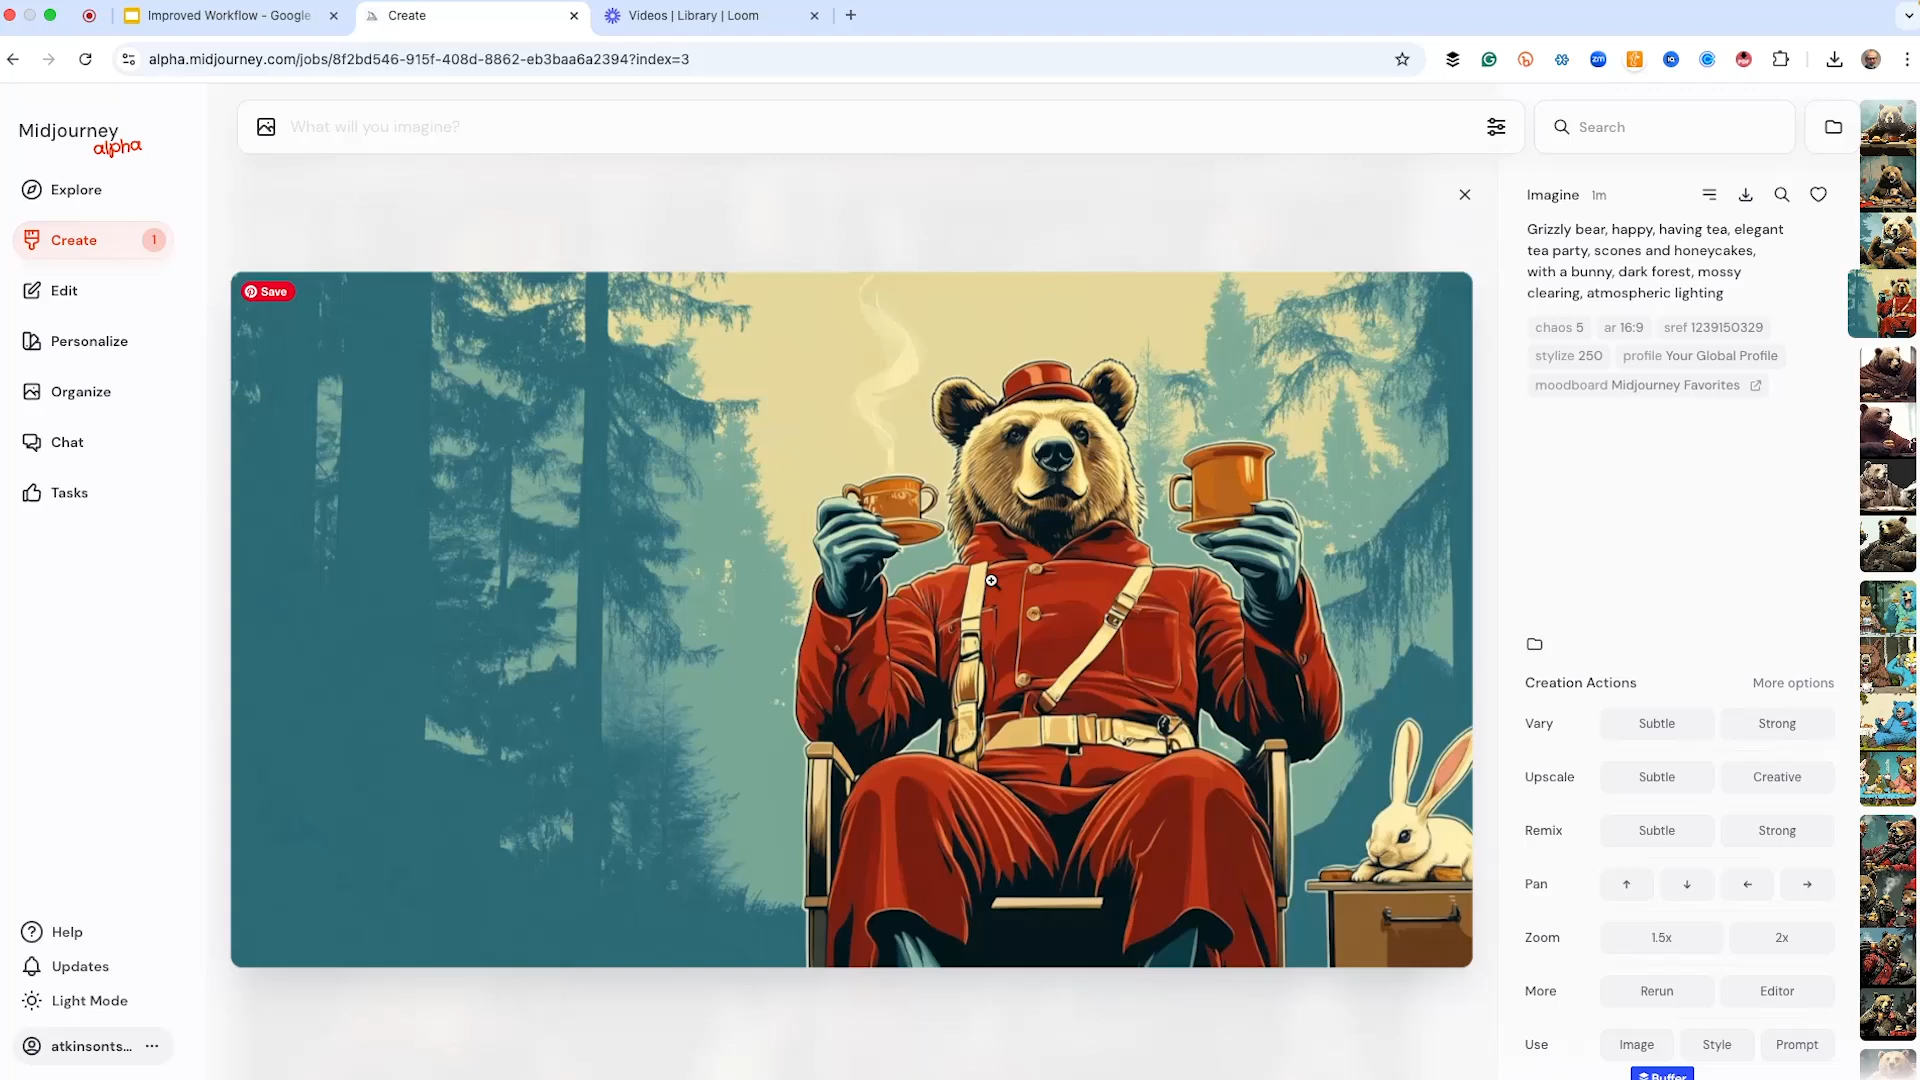 Improved Workflow - Google
Create
Videos | Library | Loom
alpha.midjourney.com/jobs/8f2bd546-915f-408d-8862-eb3baa6a2394?index=3
Midjourney
alpha
What will you imagine?
Search
Explore
Create
1
Edit
Personalize
Organize
Chat
Tasks
Help
Updates
Light Mode
atkinsonts...
Save
Imagine 1m
Grizzly bear, happy, having tea, elegant
tea party, scones and honeycakes,
with a bunny, dark forest, mossy
clearing, atmospheric lighting
chaos 5 ar 16:9 sref 1239150329
stylize 250 profile Your Global Profile
moodboard Midjourney Favorites
Creation Actions More options
Vary Subtle Strong
Upscale Subtle Creative
Remix Subtle Strong
Pan ↑ ↓ ← →
Zoom 1.5x 2x
More Rerun Editor
Use Image Style Prompt
Buffer